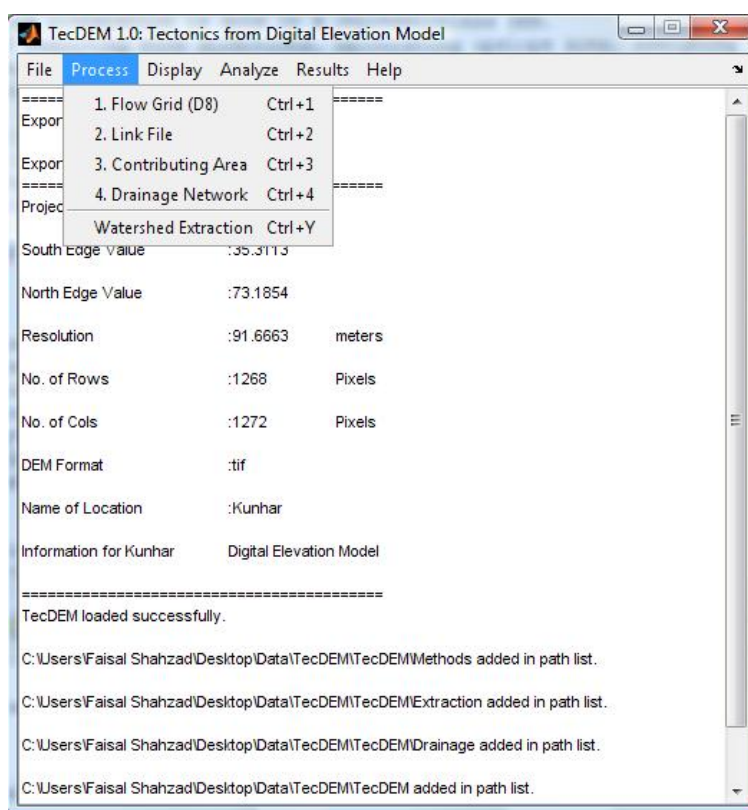 TecDEM 1.0: Tectonics from Digital Elevation Model
File Process Display Analyze Results Help
=====
=====
Expor
1. Flow Grid (D8) Ctrl+1
2. Link File Ctrl+2
Expor
3. Contributing Area Ctrl+3
=====
=====
4. Drainage Network Ctrl+4
Projec
Watershed Extraction Ctrl+Y
South Edge Value :35.3113
North Edge Value :73.1854
Resolution :91.6663 meters
No. of Rows :1268 Pixels
No. of Cols :1272 Pixels
DEM Format :tif
Name of Location :Kunhar
Information for Kunhar Digital Elevation Model
===========================================
TecDEM loaded successfully.
C:\Users\Faisal Shahzad\Desktop\Data\TecDEM\TecDEM\Methods added in path list.
C:\Users\Faisal Shahzad\Desktop\Data\TecDEM\TecDEM\Extraction added in path list.
C:\Users\Faisal Shahzad\Desktop\Data\TecDEM\TecDEM\Drainage added in path list.
C:\Users\Faisal Shahzad\Desktop\Data\TecDEM\TecDEM added in path list.